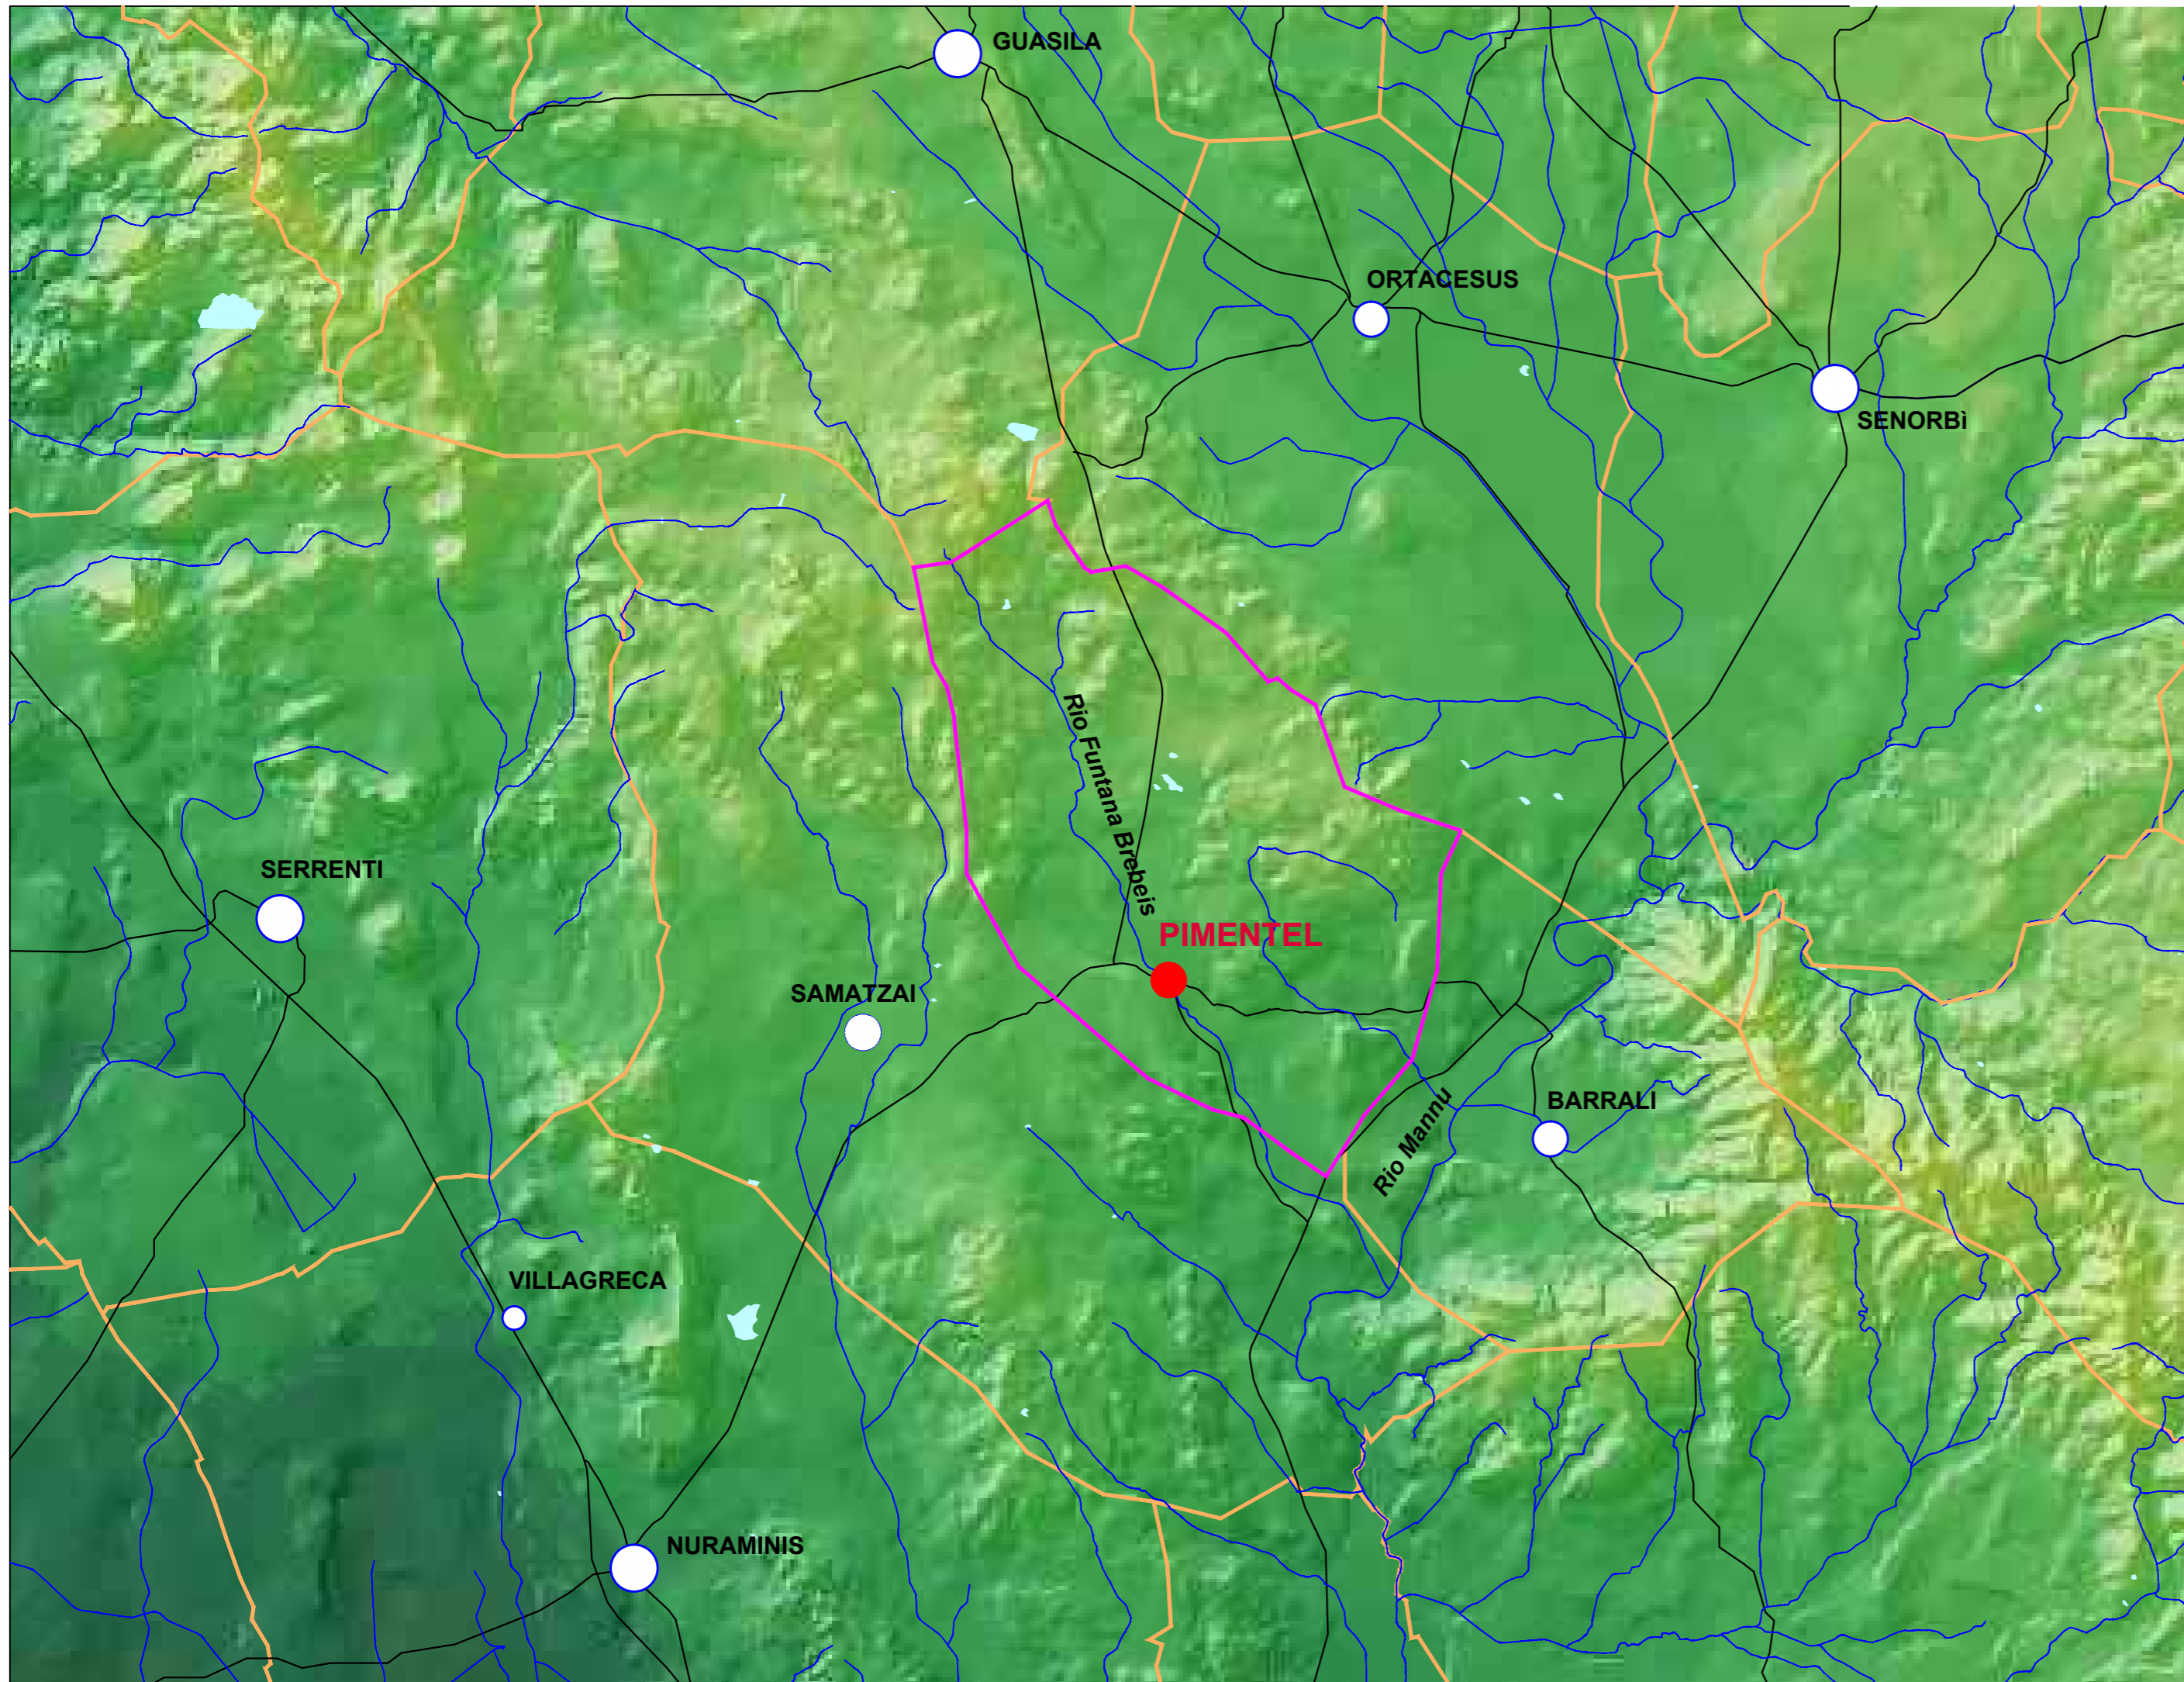 GUASILA
ORTACESUS
SENORBì
Rio Funtana Brebeis
SERRENTI
PIMENTEL
SAMATZAI
BARRALI
Rio Mannu
VILLAGRECA
NURAMINIS